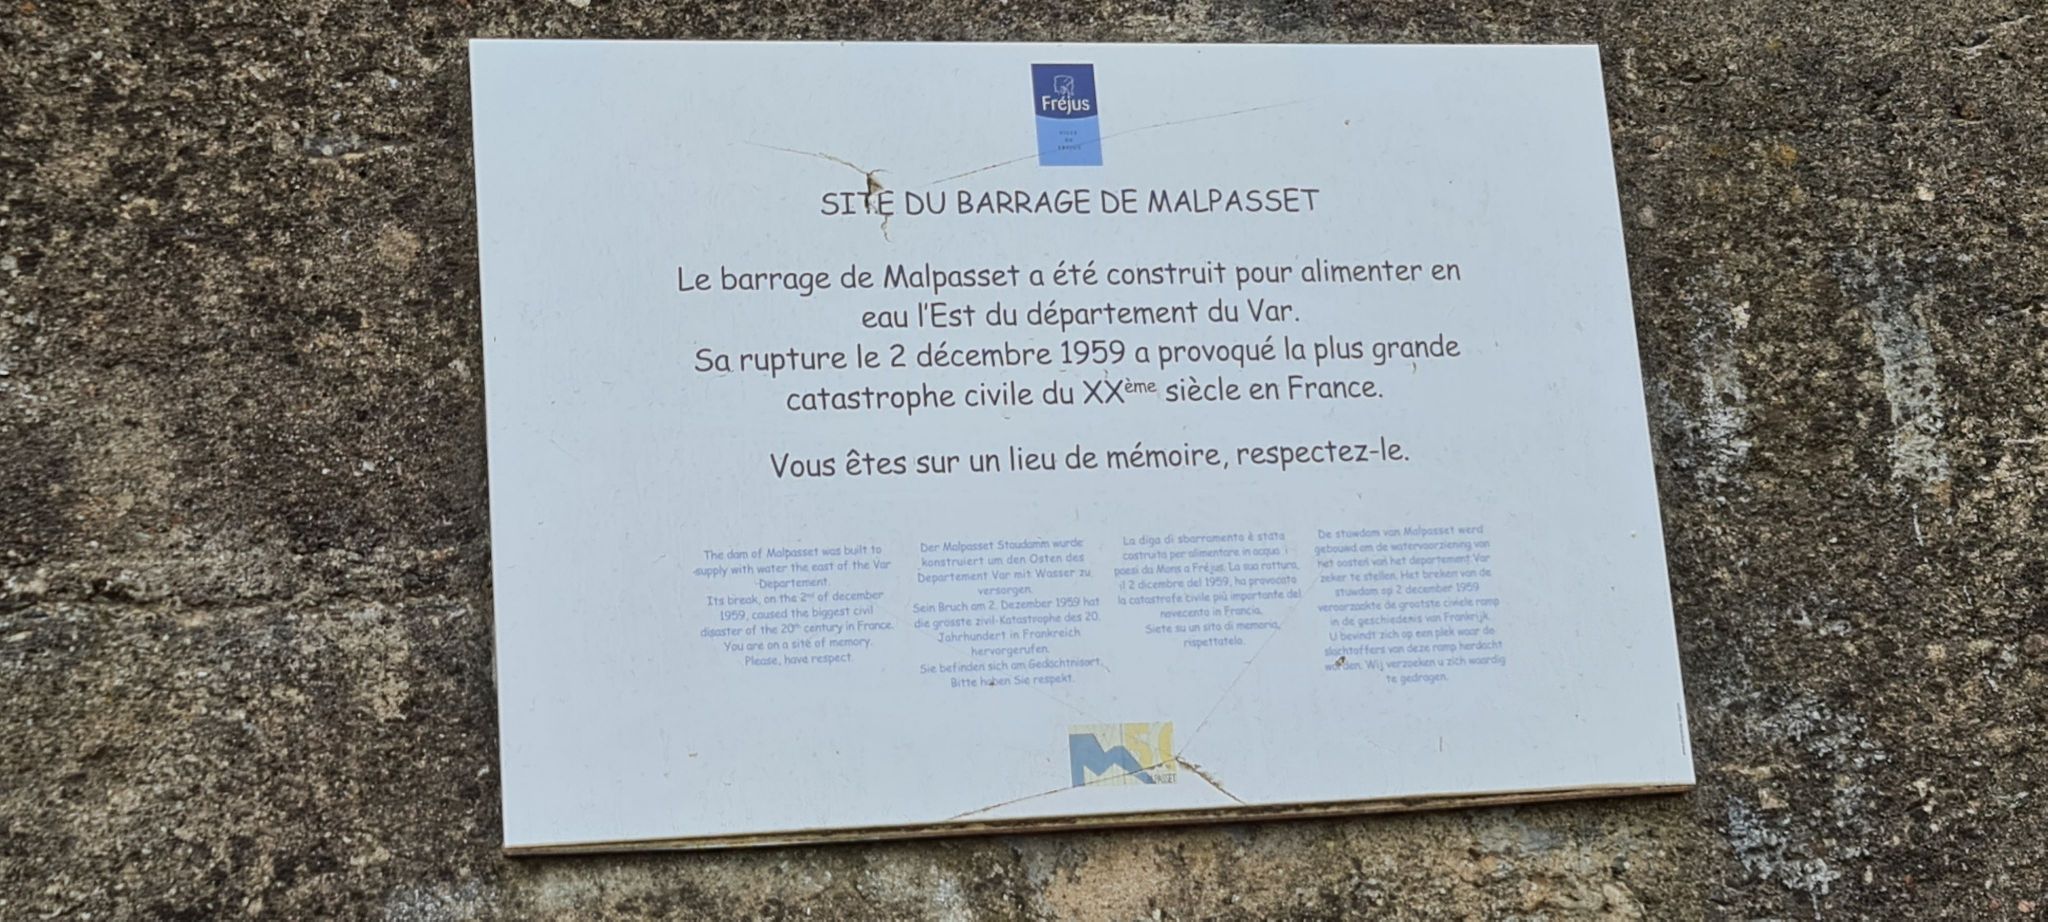 Fréjus
VILLE
DE
FREJUS
SITE DU BARRAGE DE MALPASSET
Le barrage de Malpasset a été construit pour alimenter en
eau l'Est du département du Var.
Sa rupture le 2 décembre 1959 a provoqué la plus grande
catastrophe civile du XXème siècle en France.
Vous êtes sur un lieu de mémoire, respectez-le.
The dam of Malpasset was built to
supply with water the east of the Var
Departement.
Its break, on the 2nd of december
1959, caused the biggest civil
disaster of the 20th century in France.
You are on a site of memory.
Please, have respect.
Der Malpasset Staudamm wurde
konstruiert um den Osten des
Departement Var mit Wasser zu
versorgen.
Sein Bruch am 2. Dezember 1959 hat
die grosste zivil-Katastrophe des 20.
Jahrhundert in Frankreich
hervorgerufen.
Sie befinden sich am Gedachtnisort.
Bitte haben Sie respekt.
La diga di sbarramento è stata
costruita per alimentare in acqua i
paesi da Mons a Fréjus. La sua rottura,
il 2 dicembre del 1959, ha provocato
la catastrofe civile più importante del
novecento in Francia.
Siete su un sito di memoria,
rispettatelo.
De stuwdam van Malpasset werd
gebouwd om de watervoorziening van
het oosten van het departement Var
zeker te stellen. Het breken van de
stuwdam op 2 december 1959
veroorzaakte de grootste civiele ramp
in de geschiedenis van Frankrijk.
U bevindt zich op een plek waar de
slachtoffers van deze ramp herdacht
worden. Wij verzoeken u zich waardig
te gedragen.
M50